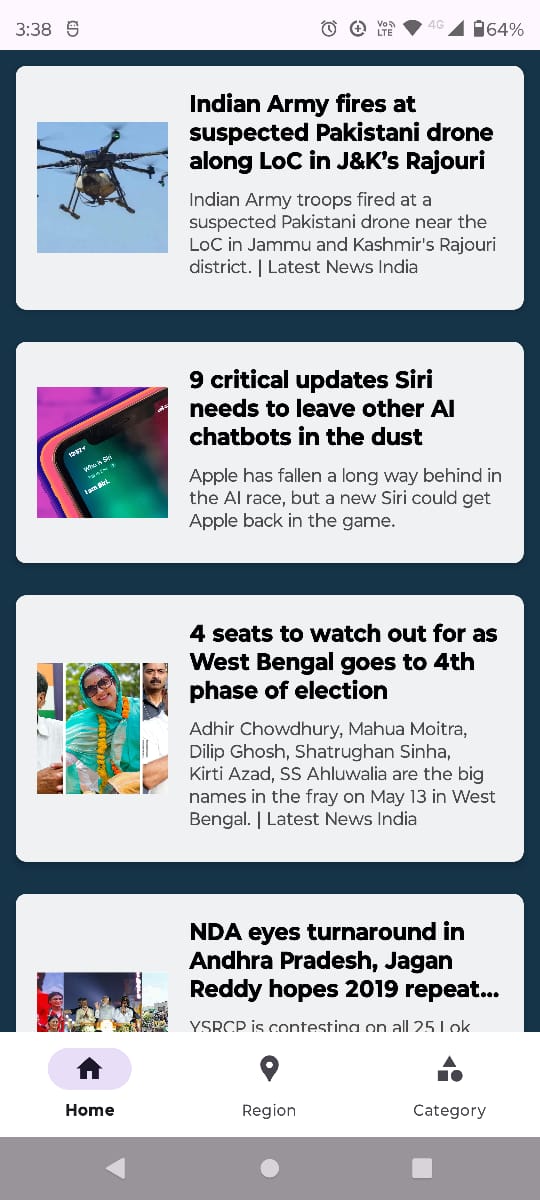 3:38
Vo LTE 4G 64%
Indian Army fires at
suspected Pakistani drone
along LoC in J&K’s Rajouri
Indian Army troops fired at a
suspected Pakistani drone near the
LoC in Jammu and Kashmir's Rajouri
district. | Latest News India
9 critical updates Siri
needs to leave other AI
chatbots in the dust
12:07
Who is Siri
I am Siri.
Apple has fallen a long way behind in
the AI race, but a new Siri could get
Apple back in the game.
4 seats to watch out for as
West Bengal goes to 4th
phase of election
Adhir Chowdhury, Mahua Moitra,
Dilip Ghosh, Shatrughan Sinha,
Kirti Azad, SS Ahluwalia are the big
names in the fray on May 13 in West
Bengal. | Latest News India
NDA eyes turnaround in
Andhra Pradesh, Jagan
Reddy hopes 2019 repeat...
YSRCP is contesting on all 25 Lok
Home
Region
Category